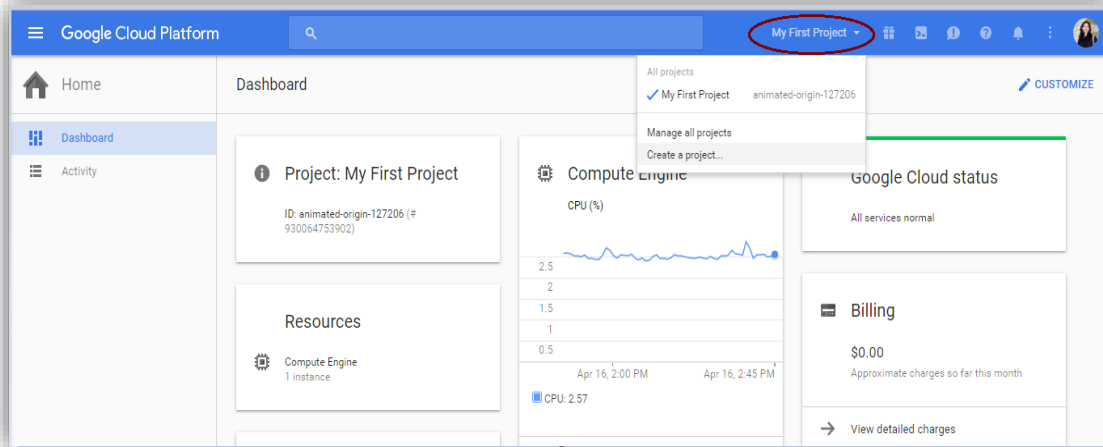 Google Cloud Platform
My First Project
All projects
My First Project animated-origin-127206
Manage all projects
Create a project...
Home
Dashboard
CUSTOMIZE
Dashboard
Activity
Project: My First Project
ID: animated-origin-127206 (#
930064753902)
Resources
Compute Engine
1 instance
Compute Engine
CPU (%)
2.5
2
1.5
1
0.5
Apr 16, 2:00 PM Apr 16, 2:45 PM
CPU: 2.57
Google Cloud status
All services normal
Billing
$0.00
Approximate charges so far this month
View detailed charges